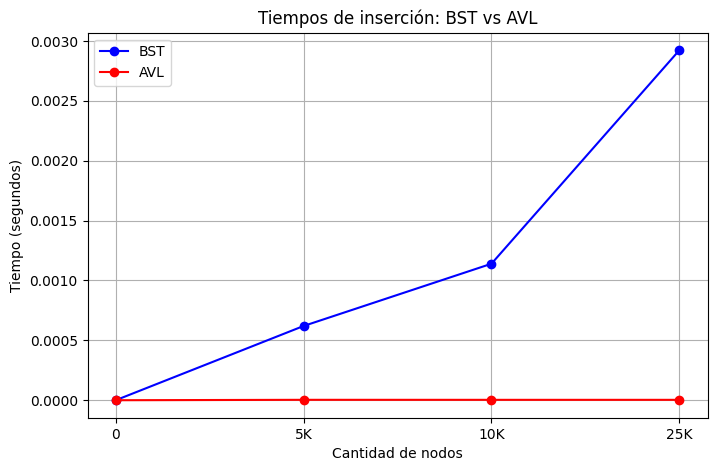 Tiempos de inserción: BST vs AVL
BST
AVL
Tiempo (segundos)
0.0030
0.0025
0.0020
0.0015
0.0010
0.0005
0.0000
0
5K
10K
25K
Cantidad de nodos